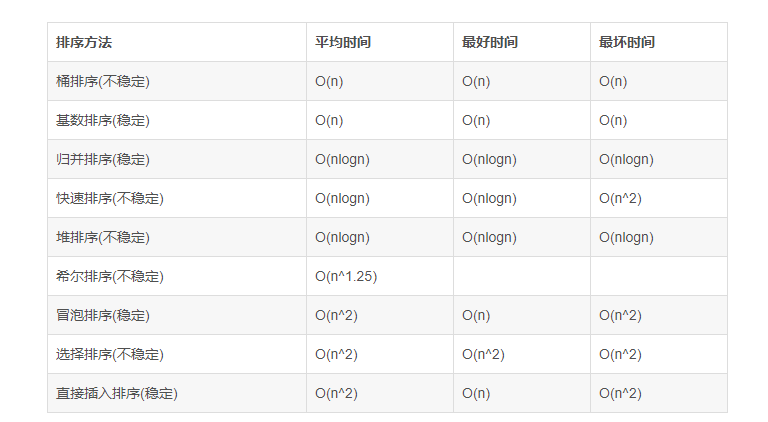 排序方法 平均时间 最好时间 最坏时间
桶排序(不稳定) O(n) O(n) O(n)
基数排序(稳定) O(n) O(n) O(n)
归并排序(稳定) O(nlogn) O(nlogn) O(nlogn)
快速排序(不稳定) O(nlogn) O(nlogn) O(n^2)
堆排序(不稳定) O(nlogn) O(nlogn) O(nlogn)
希尔排序(不稳定) O(n^1.25)
冒泡排序(稳定) O(n^2) O(n) O(n^2)
选择排序(不稳定) O(n^2) O(n^2) O(n^2)
直接插入排序(稳定) O(n^2) O(n) O(n^2)